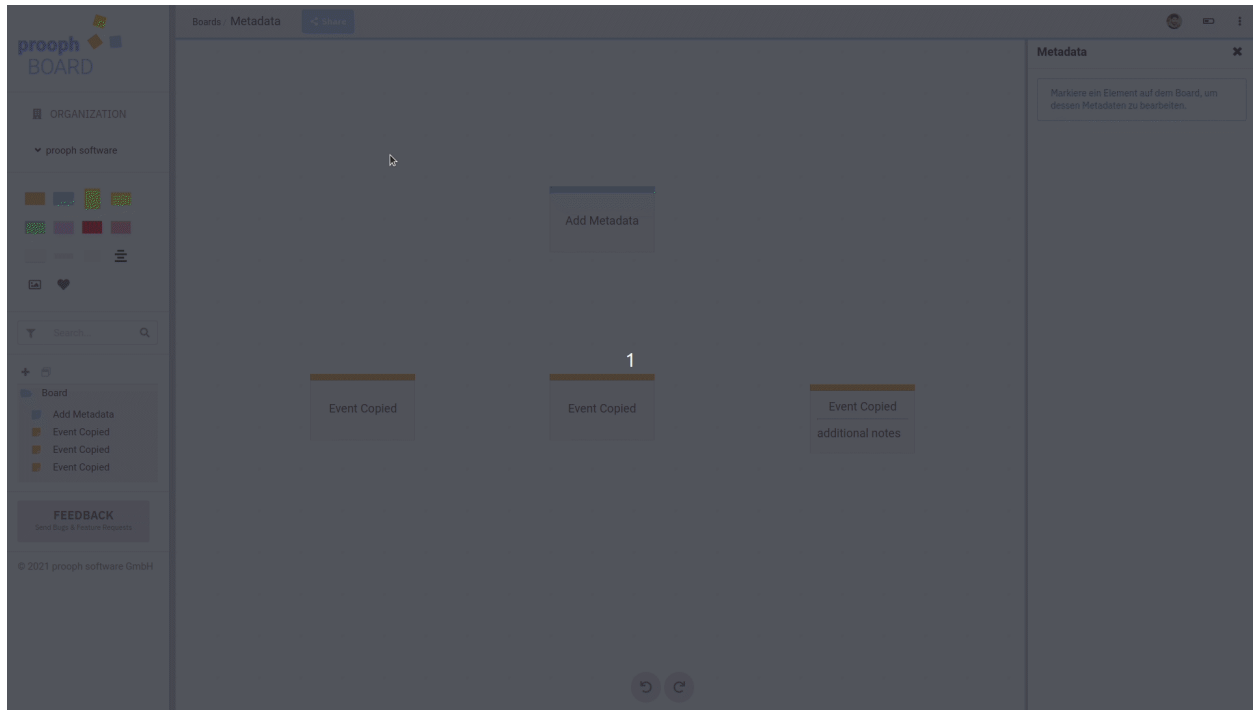 prooph
BOARD
Boards / Metadata
Share
ORGANIZATION
prooph software
Search
Board
Add Metadata
Event Copied
Event Copied
Event Copied
FEEDBACK
Send Bugs & Feature Requests
© 2021 prooph software GmbH
Add Metadata
1
Event Copied
Event Copied
Event Copied
additional notes
Metadata
Markiere ein Element auf dem Board, um
dessen Metadaten zu bearbeiten.